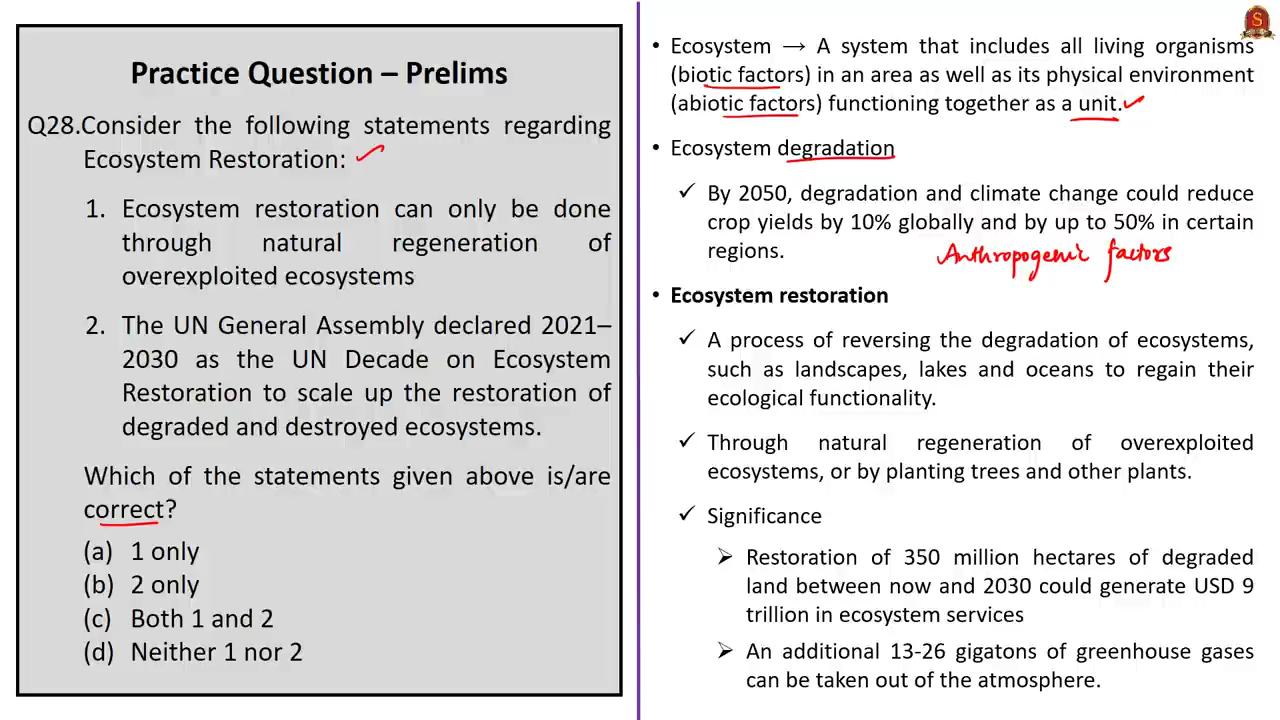 Practice Question – Prelims
Q28.Consider the following statements regarding
Ecosystem Restoration:
1. Ecosystem restoration can only be done
through natural regeneration of
overexploited ecosystems
2. The UN General Assembly declared 2021–
2030 as the UN Decade on Ecosystem
Restoration to scale up the restoration of
degraded and destroyed ecosystems.
Which of the statements given above is/are
correct?
(a) 1 only
(b) 2 only
(c) Both 1 and 2
(d) Neither 1 nor 2
S
• Ecosystem → A system that includes all living organisms
(biotic factors) in an area as well as its physical environment
(abiotic factors) functioning together as a unit.
• Ecosystem degradation
✓ By 2050, degradation and climate change could reduce
crop yields by 10% globally and by up to 50% in certain
regions.
Anthropogenic factors
• Ecosystem restoration
✓ A process of reversing the degradation of ecosystems,
such as landscapes, lakes and oceans to regain their
ecological functionality.
✓ Through natural regeneration of overexploited
ecosystems, or by planting trees and other plants.
✓ Significance
➢ Restoration of 350 million hectares of degraded
land between now and 2030 could generate USD 9
trillion in ecosystem services
➢ An additional 13-26 gigatons of greenhouse gases
can be taken out of the atmosphere.